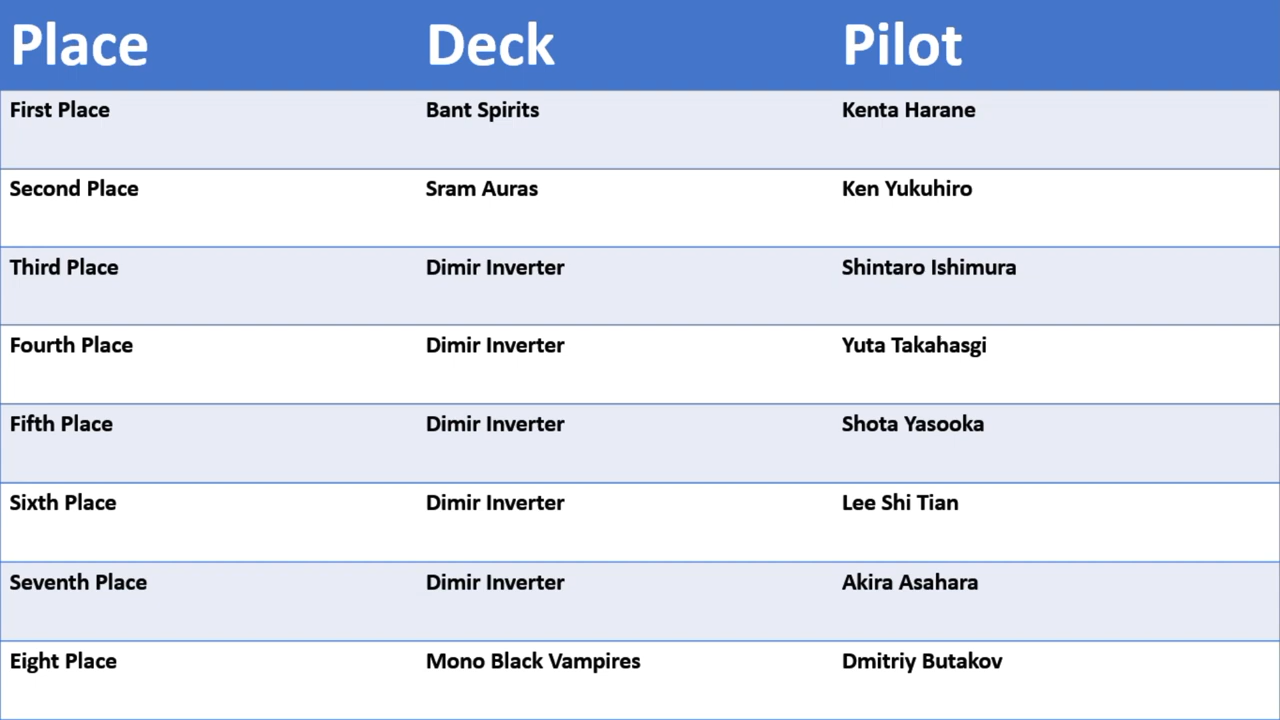 Place Deck Pilot
First Place Bant Spirits Kenta Harane
Second Place Sram Auras Ken Yukuhiro
Third Place Dimir Inverter Shintaro Ishimura
Fourth Place Dimir Inverter Yuta Takahasgi
Fifth Place Dimir Inverter Shota Yasooka
Sixth Place Dimir Inverter Lee Shi Tian
Seventh Place Dimir Inverter Akira Asahara
Eight Place Mono Black Vampires Dmitriy Butakov